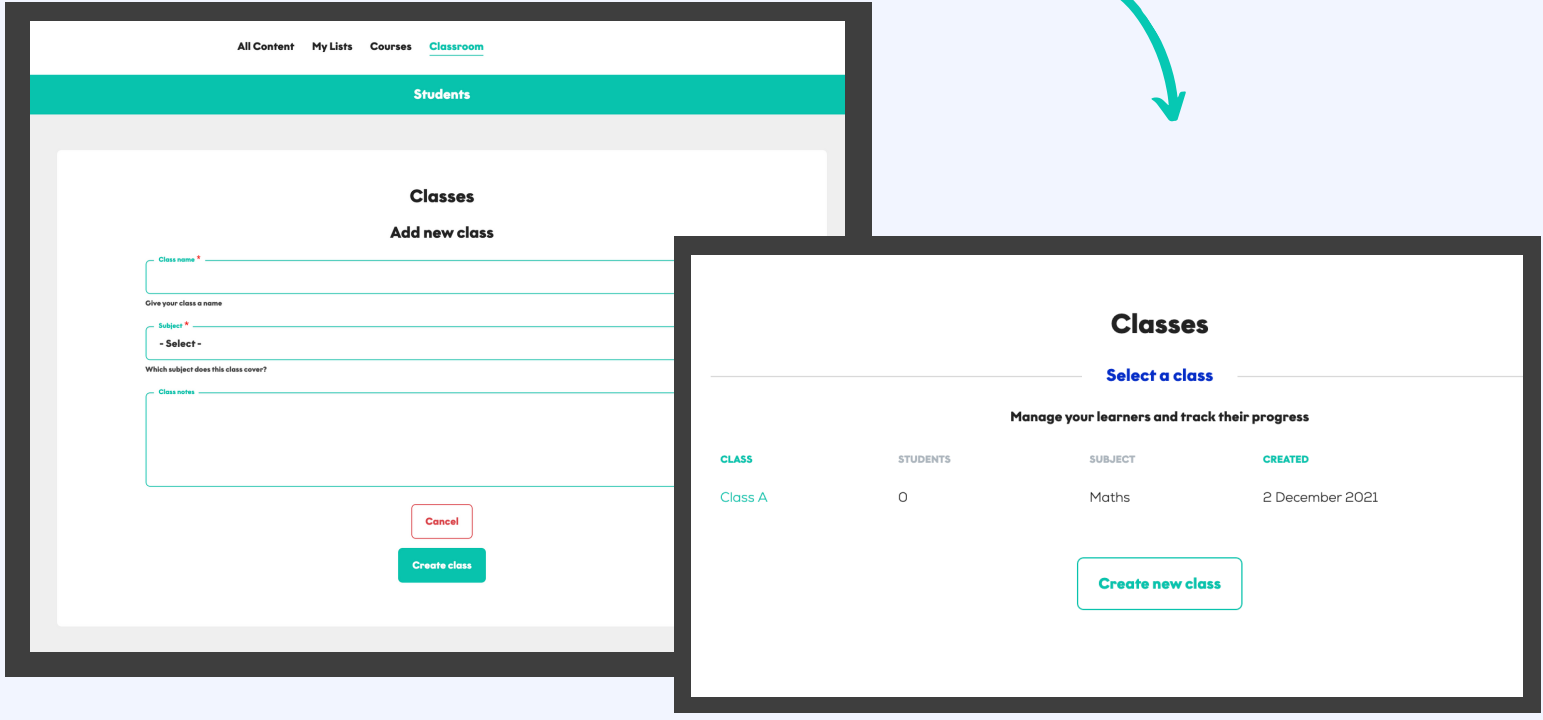 All Content My Lists Courses Classroom
Students
Classes
Add new class
Class name *
Give your class a name
Subject *
- Select -
Which subject does this class cover?
Class notes
Cancel
Create class
Classes
Select a class
Manage your learners and track their progress
CLASS STUDENTS SUBJECT CREATED
Class A 0 Maths 2 December 2021
Create new class